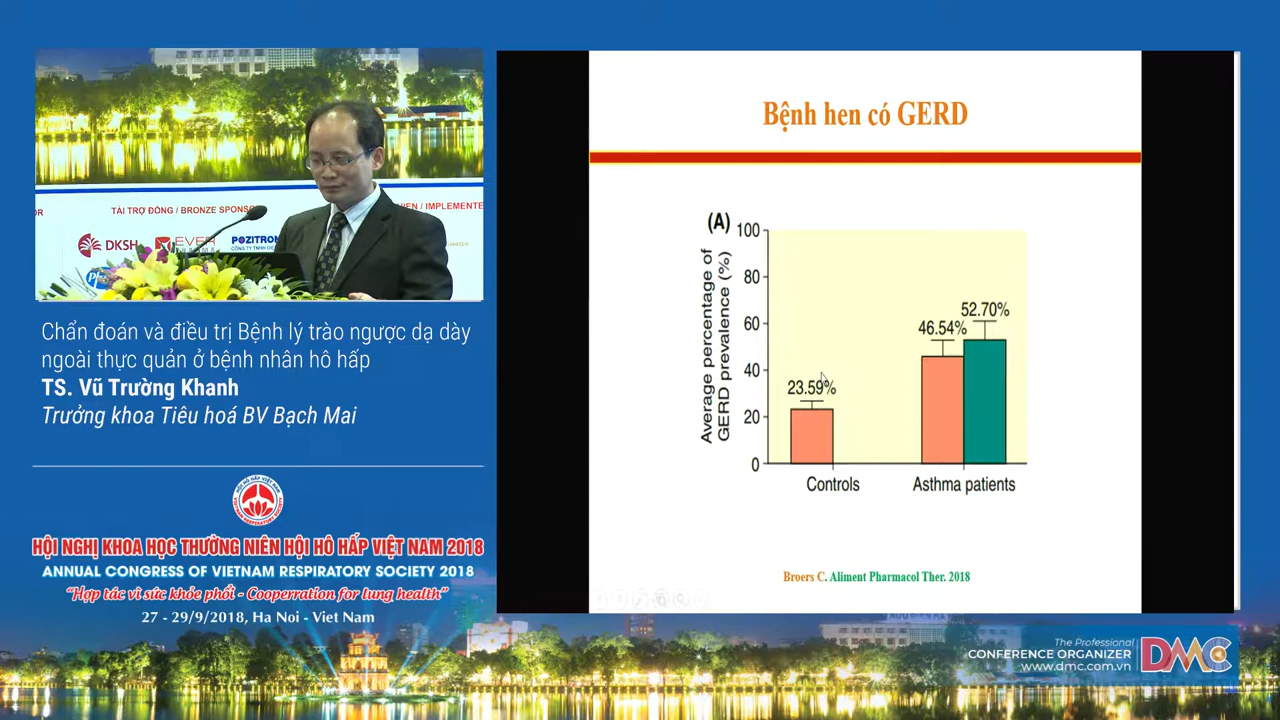 TÀI TRỢ ĐỒNG / BRONZE SPONSO
IMPLEMENTE
DKSH
EVER
POZITRON
Chẩn đoán và điều trị Bệnh lý trào ngược dạ dày
ngoài thực quản ở bệnh nhân hô hấp
TS. Vũ Trường Khanh
Trưởng khoa Tiêu hoá BV Bạch Mai
HỘI NGHỊ KHOA HỌC THƯỜNG NIÊN HỘI HÔ HẤP VIỆT NAM 2018
ANNUAL CONGRESS OF VIETNAM RESPIRATORY SOCIETY 2018
“Hợp tác vì sức khỏe phổi - Cooperration for lung health”
27 - 29/9/2018, Ha Noi - Viet Nam
Bệnh hen có GERD
(A)
Average percentage of
GERD prevalence (%)
100
80
60
40
20
0
23.59%
46.54%
52.70%
Controls
Asthma patients
Broers C. Aliment Pharmacol Ther. 2018
The Professional
CONFERENCE ORGANIZER
www.dmc.com.vn
DMC